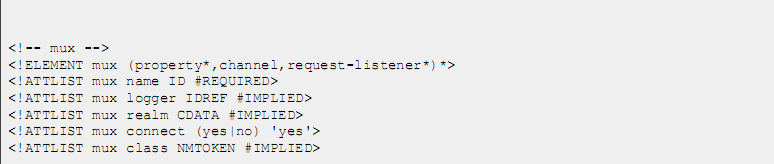 <!-- mux -->
<!ELEMENT mux (property*,channel,request-listener*)*>
<!ATTLIST mux name ID #REQUIRED>
<!ATTLIST mux logger IDREF #IMPLIED>
<!ATTLIST mux realm CDATA #IMPLIED>
<!ATTLIST mux connect (yes|no) 'yes'>
<!ATTLIST mux class NMTOKEN #IMPLIED>